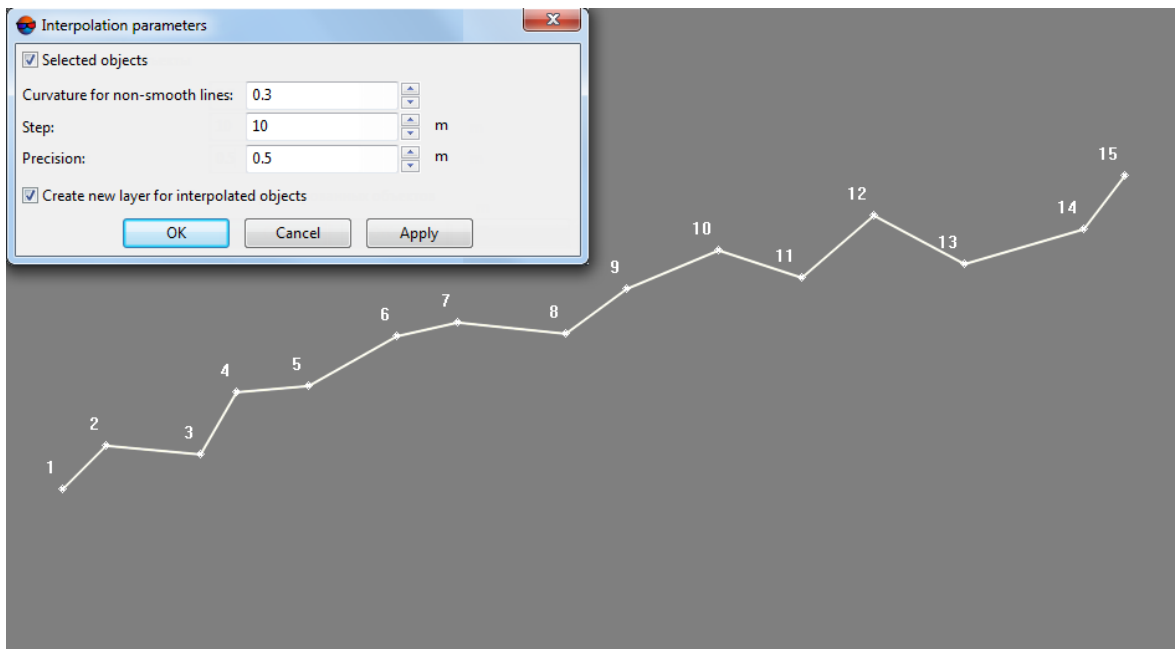 Interpolation parameters
Selected objects
Curvature for non-smooth lines: 0.3
Step: 10 m
Precision: 0.5 m
Create new layer for interpolated objects
OK Cancel Apply
15
12
14
10
13
11
9
7
6
8
5
4
2
3
1